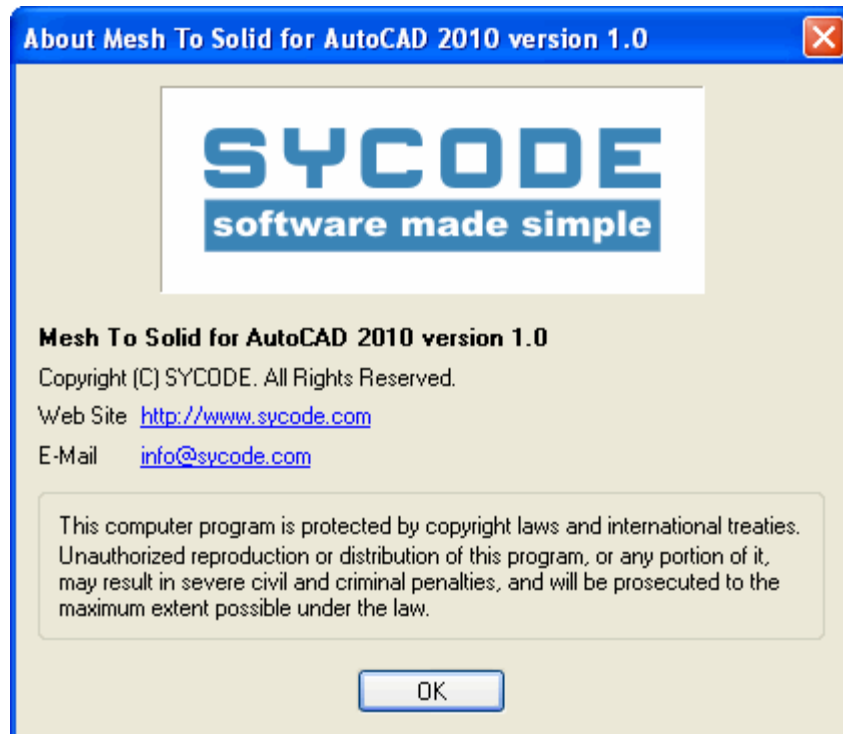 About Mesh To Solid for AutoCAD 2010 version 1.0
SYCODE
software made simple
Mesh To Solid for AutoCAD 2010 version 1.0
Copyright (C) SYCODE. All Rights Reserved.
Web Site http://www.sycode.com
E-Mail info@sycode.com
This computer program is protected by copyright laws and international treaties.
Unauthorized reproduction or distribution of this program, or any portion of it,
may result in severe civil and criminal penalties, and will be prosecuted to the
maximum extent possible under the law.
OK